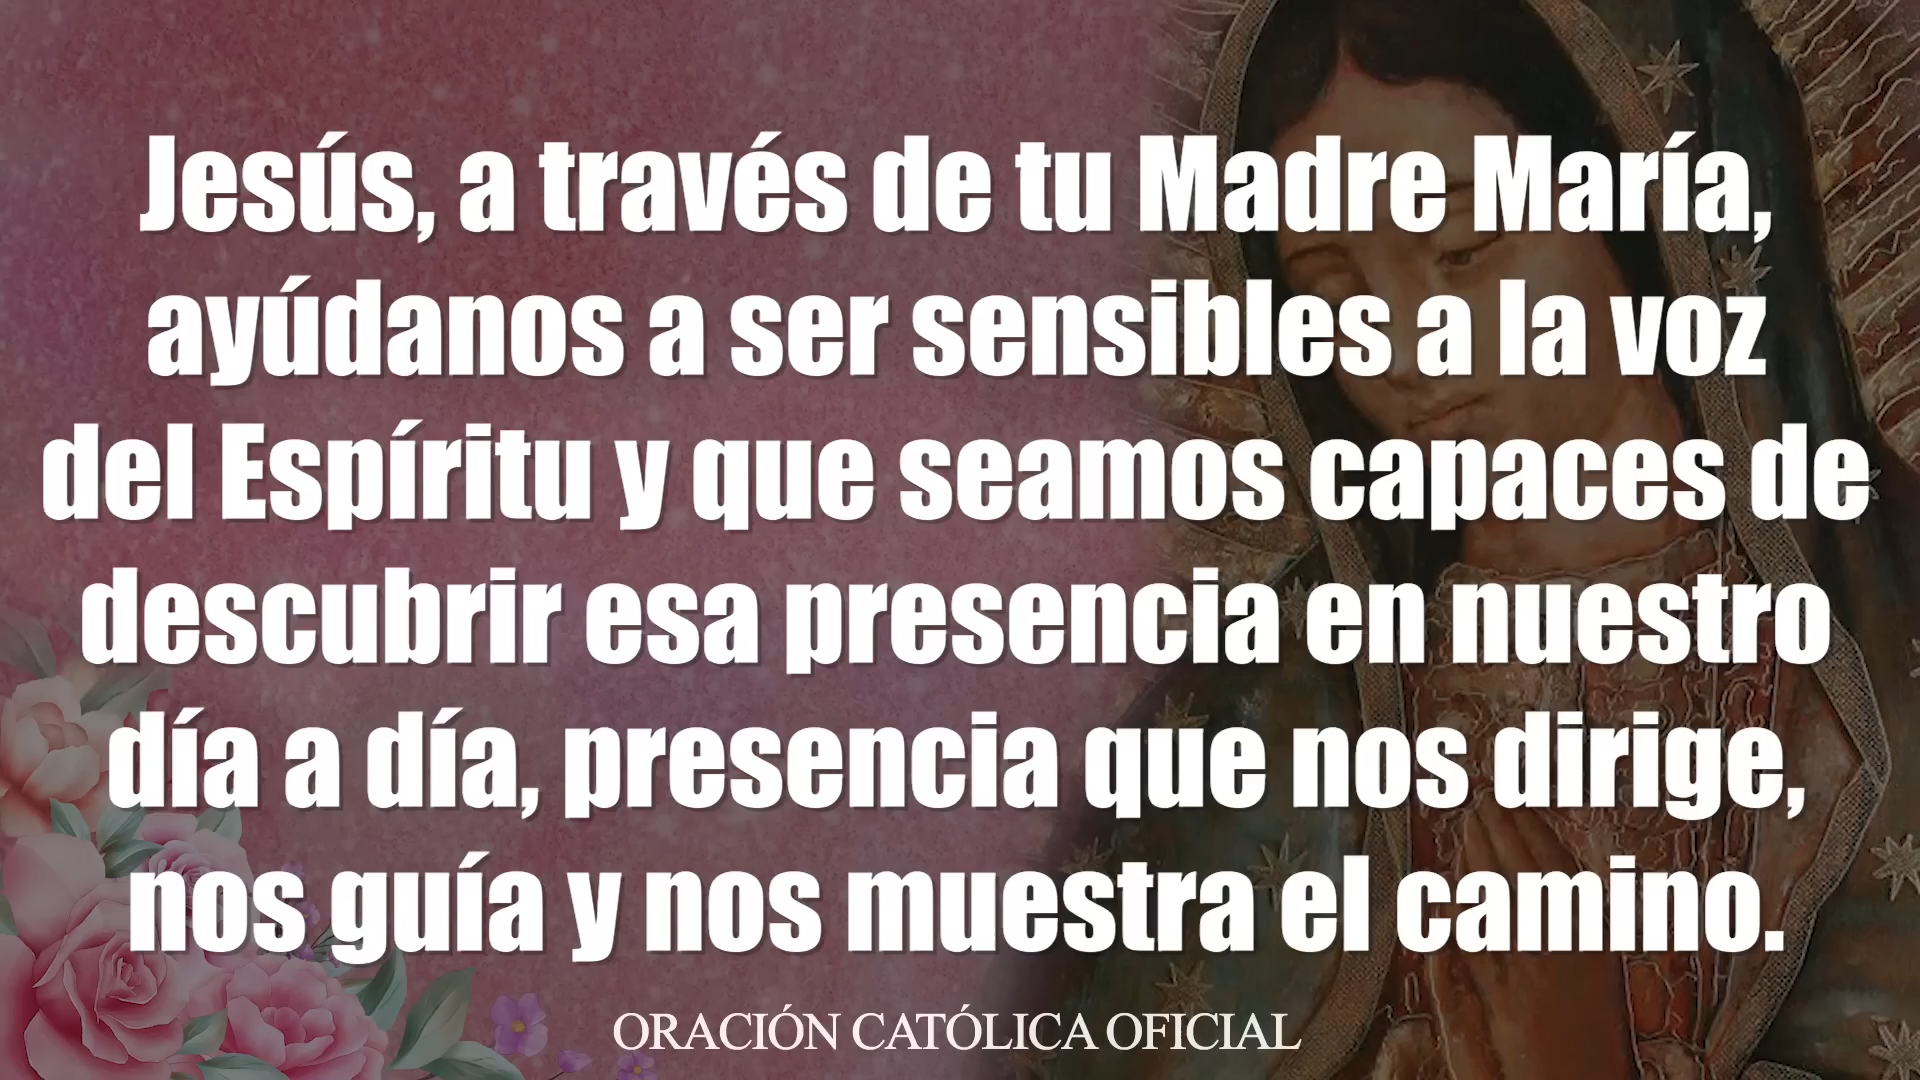 Jesús, a través de tu Madre María,
ayúdanos a ser sensibles a la voz
del Espíritu y que seamos capaces de
descubrir esa presencia en nuestro
día a día, presencia que nos dirige,
nos guía y nos muestra el camino.
ORACIÓN CATÓLICA OFICIAL